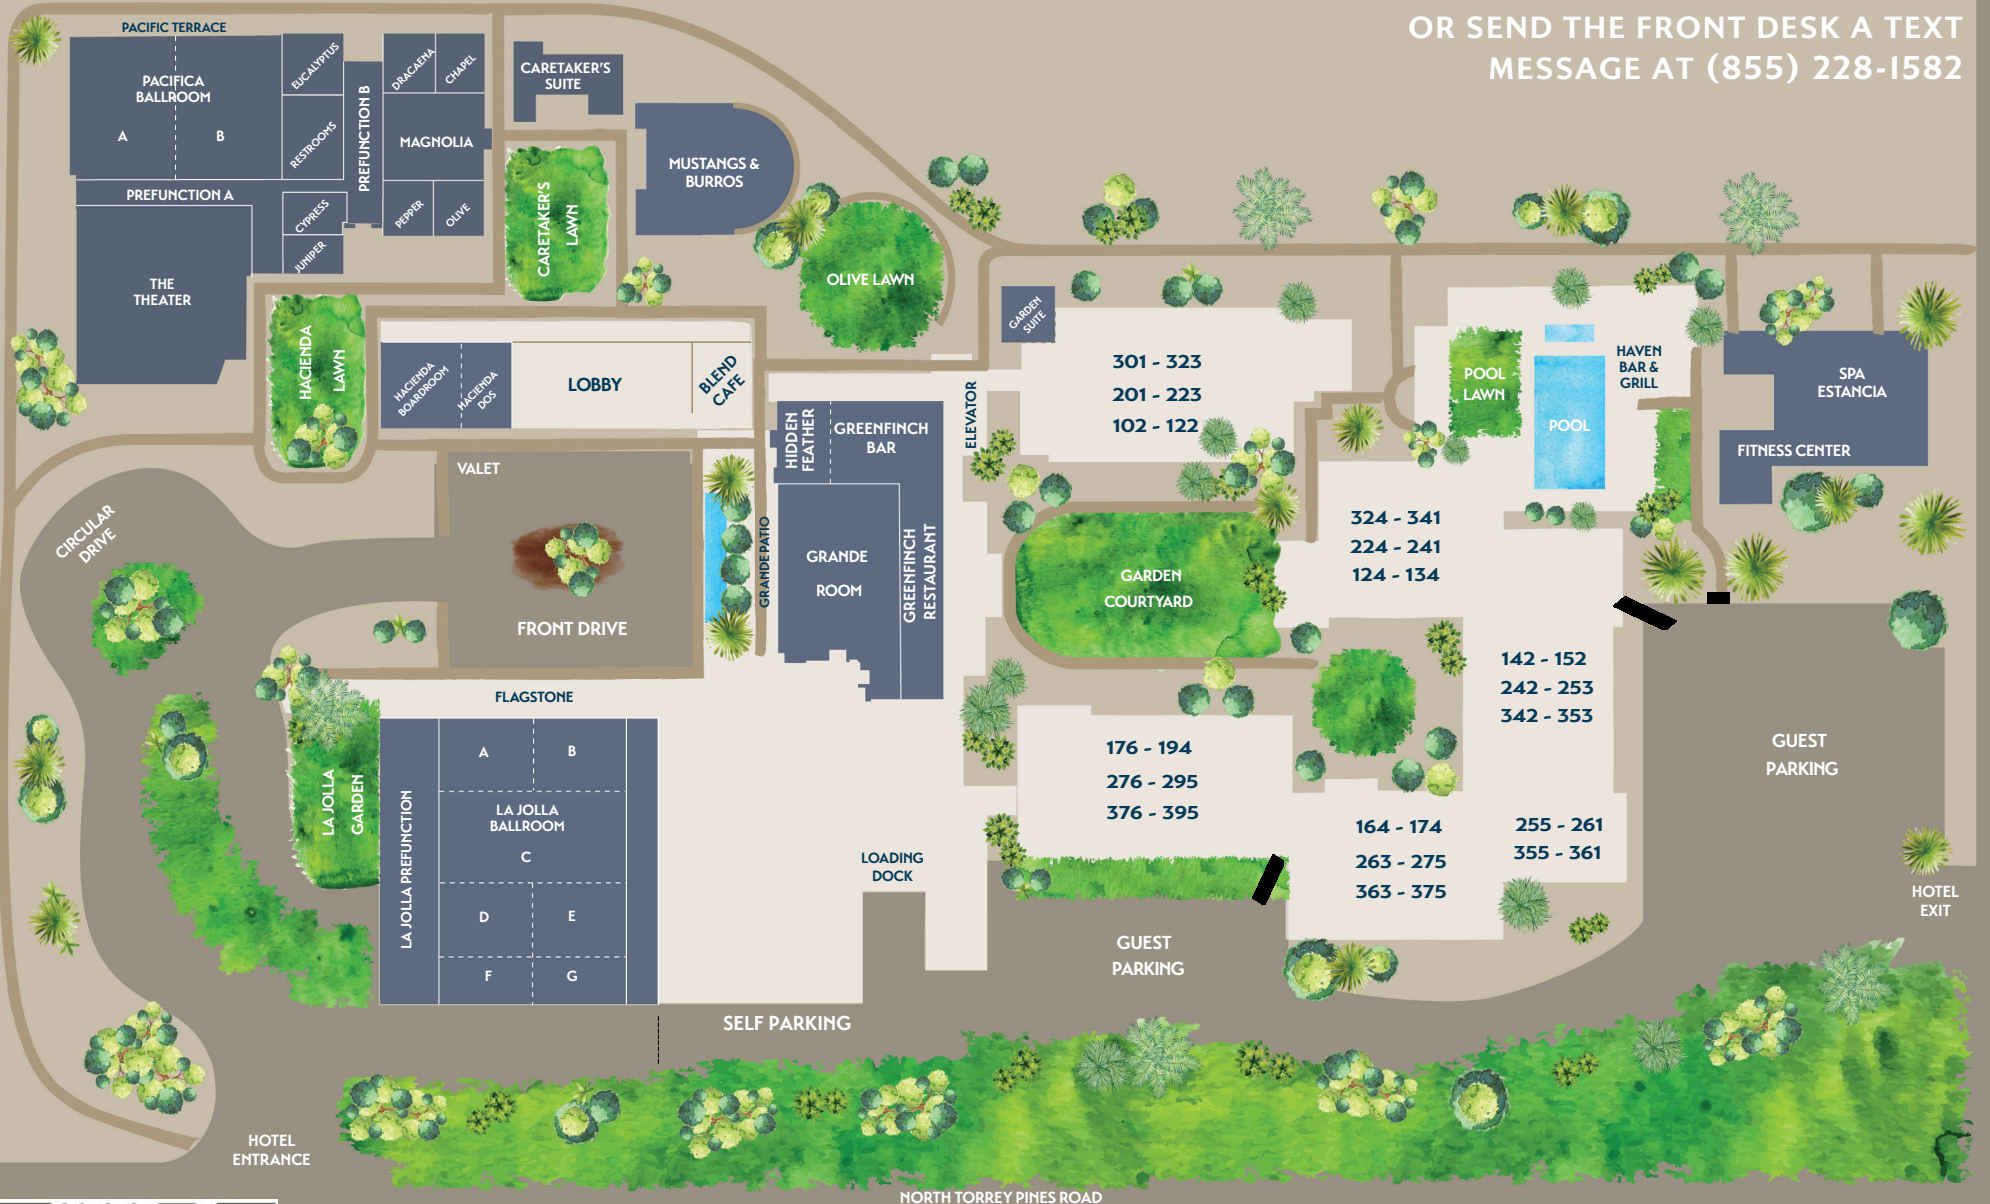 OR SEND THE FRONT DESK A TEXT
MESSAGE AT (855) 228-1582
PACIFIC TERRACE
PACIFICA
BALLROOM
A
B
EUCALYPTUS
RESTROOMS
PREFUNCTION B
DRACAENA
CHAPEL
MAGNOLIA
PEPPER
OLIVE
PREFUNCTION A
CYPRESS
JUNIPER
THE
THEATER
CARETAKER'S
SUITE
CARETAKER'S
LAWN
MUSTANGS &
BURROS
OLIVE LAWN
HACIENDA
LAWN
HACIENDA
BOARDROOM
HACIENDA
DOS
LOBBY
BLEND
CAFE
GARDEN
SUITE
301 - 323
201 - 223
102 - 122
POOL
LAWN
POOL
HAVEN
BAR &
GRILL
SPA
ESTANCIA
FITNESS CENTER
ELEVATOR
HIDDEN
FEATHER
GREENFINCH
BAR
GRANDE
ROOM
GREENFINCH
RESTAURANT
GRANDE PATIO
VALET
CIRCULAR
DRIVE
FRONT DRIVE
324 - 341
224 - 241
124 - 134
GARDEN
COURTYARD
142 - 152
242 - 253
342 - 353
FLAGSTONE
LA JOLLA
GARDEN
LA JOLLA PREFUNCTION
A
B
LA JOLLA
BALLROOM
C
D
E
F
G
176 - 194
276 - 295
376 - 395
164 - 174
263 - 275
363 - 375
255 - 261
355 - 361
GUEST
PARKING
LOADING
DOCK
HOTEL
EXIT
GUEST
PARKING
SELF PARKING
HOTEL
ENTRANCE
NORTH TORREY PINES ROAD